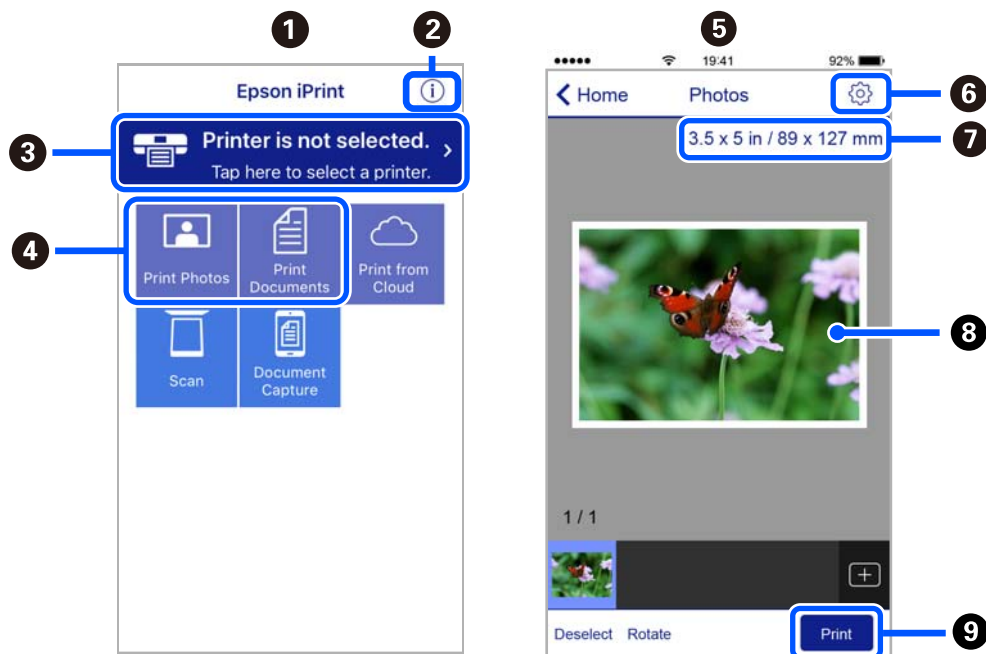 1
2
Epson iPrint
i
3
Printer is not selected.
Tap here to select a printer.
4
Print Photos
Print
Documents
Print from
Cloud
Scan
Document
Capture
5
19:41
92%
Home
Photos
6
7
3.5 x 5 in / 89 x 127 mm
8
1 / 1
Deselect
Rotate
Print
9